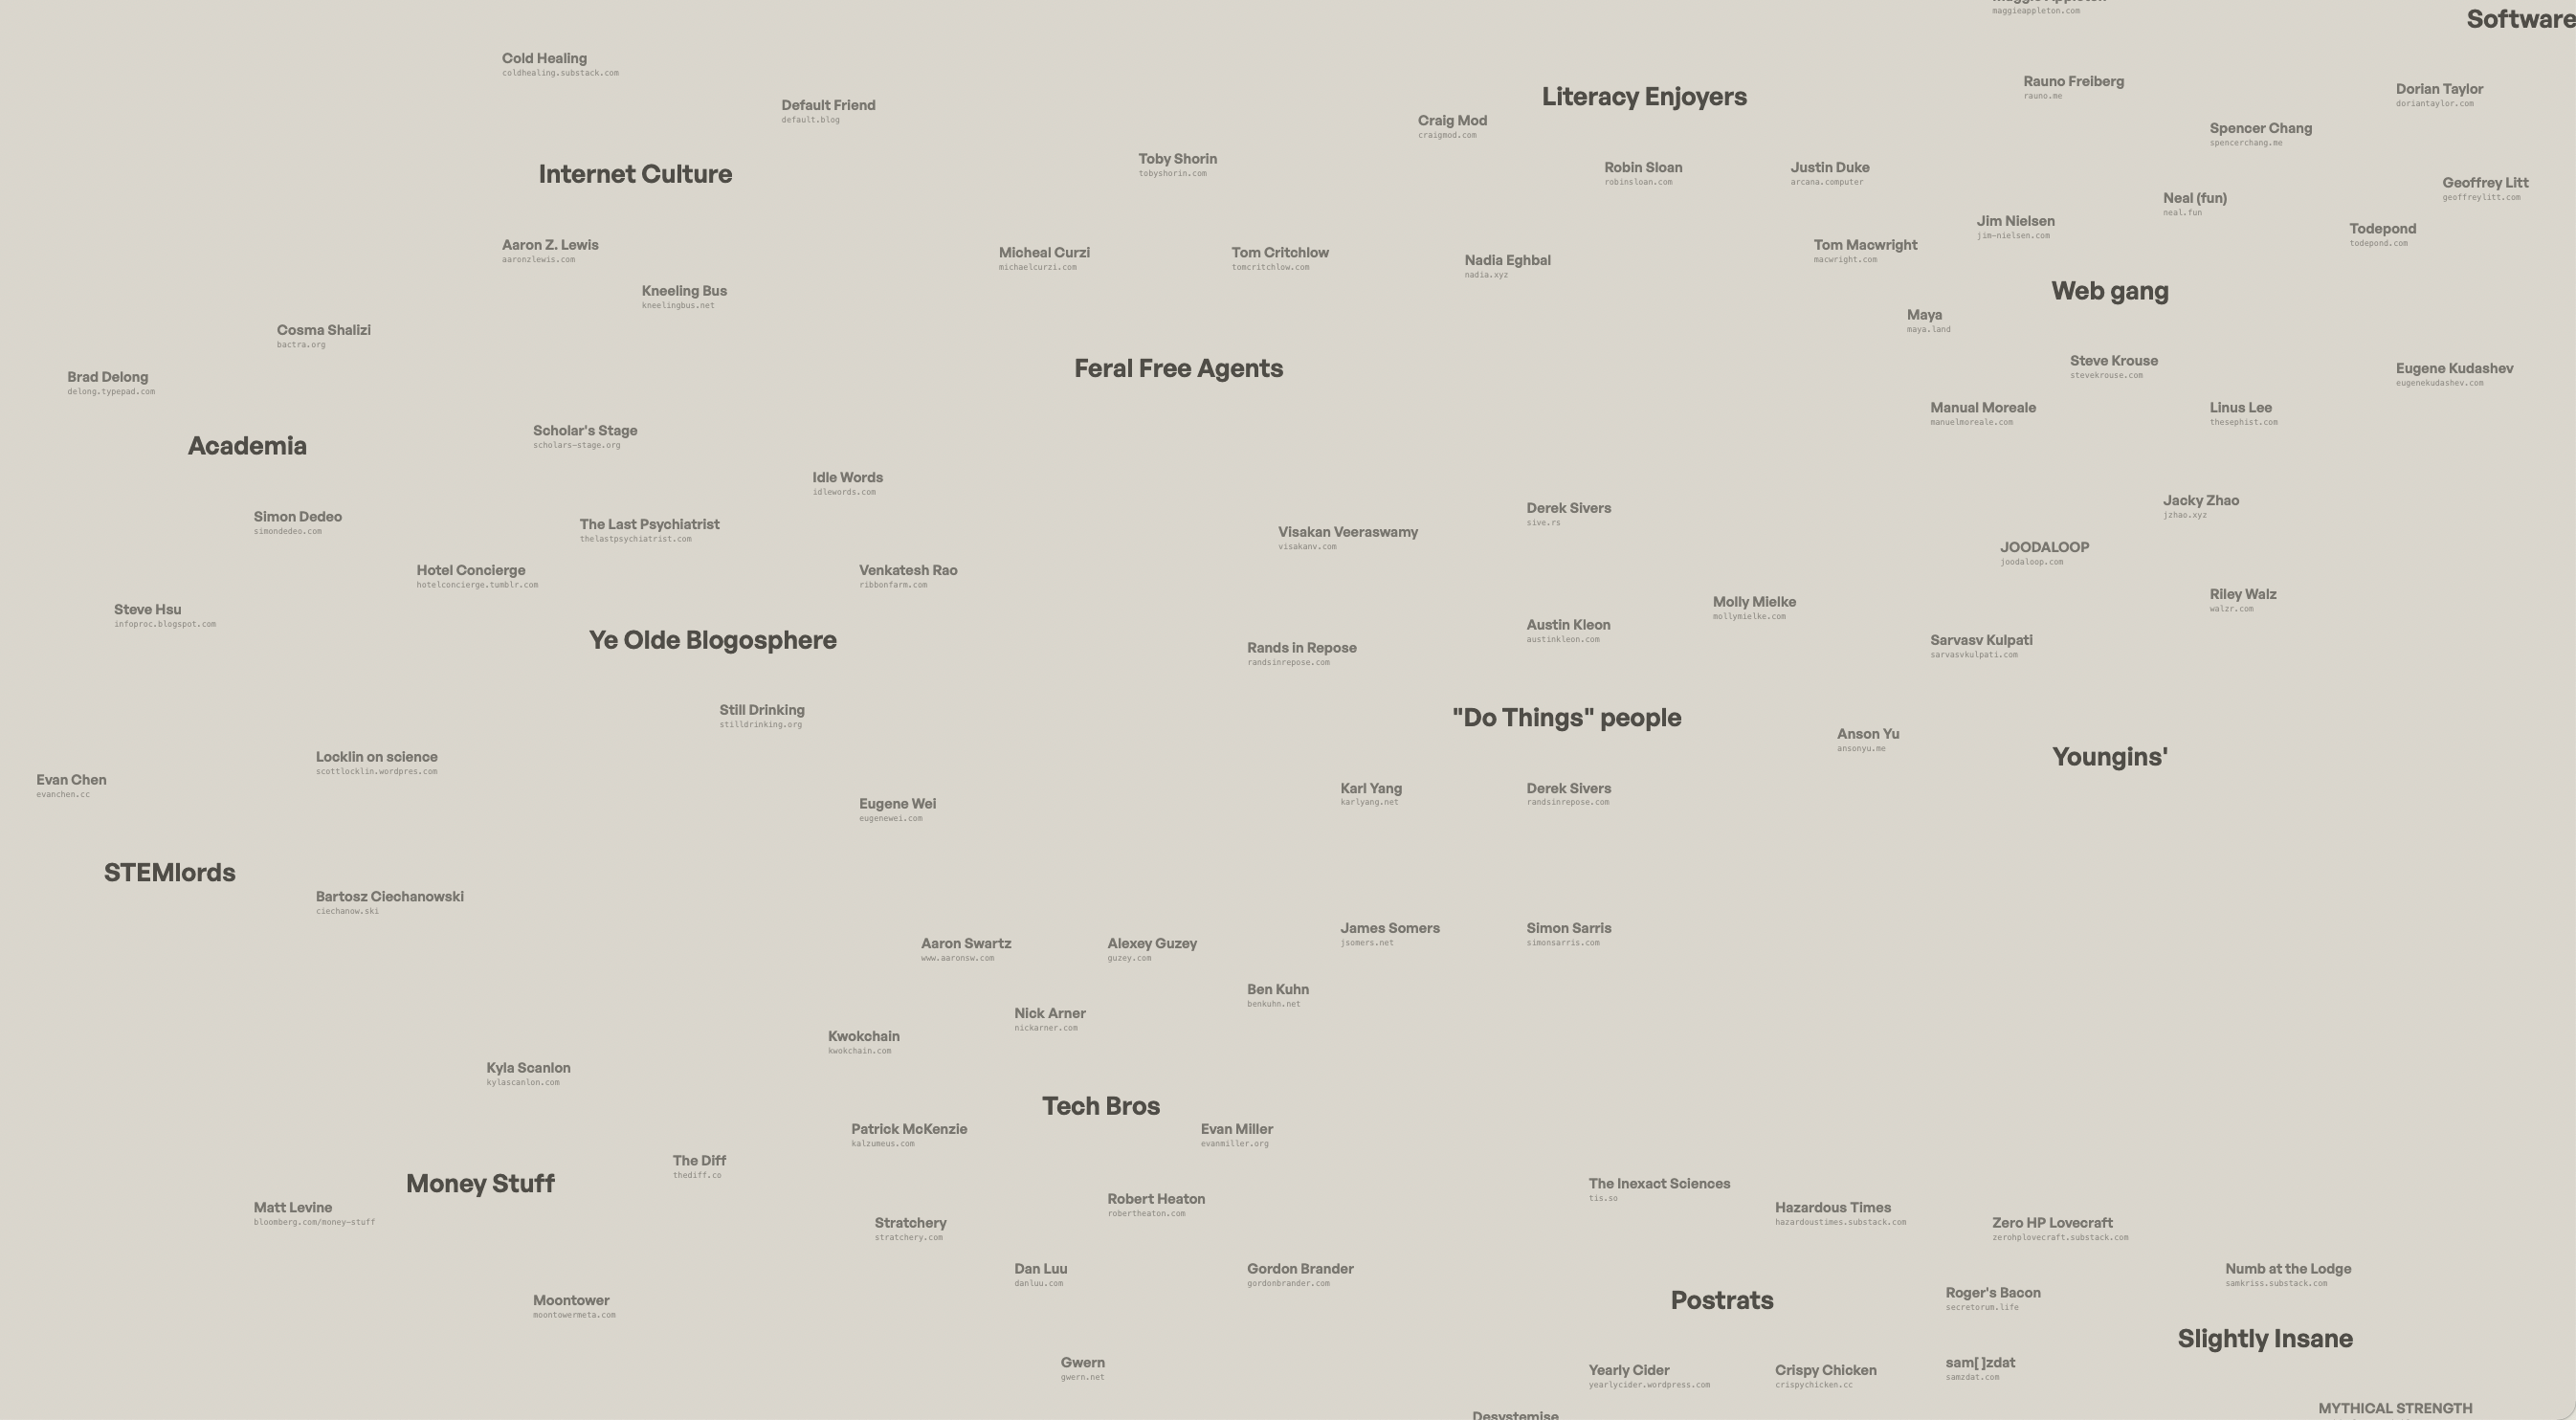 maggieappleton.com
Software
Cold Healing
coldhealing.substack.com
Rauno Freiberg
rauno.me
Dorian Taylor
doriantaylor.com
Literacy Enjoyers
Default Friend
default.blog
Craig Mod
craigmod.com
Spencer Chang
spencerchang.me
Toby Shorin
tobyshorin.com
Internet Culture
Robin Sloan
robinsloan.com
Justin Duke
arcana.computer
Geoffrey Litt
geoffreylitt.com
Neal (fun)
neal.fun
Jim Nielsen
jim-nielsen.com
Todepond
todepond.com
Aaron Z. Lewis
aaronzlewis.com
Micheal Curzi
michaelcurzi.com
Tom Critchlow
tomcritchlow.com
Nadia Eghbal
nadia.xyz
Tom Macwright
macwright.com
Kneeling Bus
kneelingbus.net
Web gang
Maya
maya.land
Cosma Shalizi
bactra.org
Steve Krouse
stevekrouse.com
Eugene Kudashev
eugenekudashev.com
Feral Free Agents
Brad Delong
delong.typepad.com
Manual Moreale
manuelmoreale.com
Linus Lee
thesephist.com
Academia
Scholar's Stage
scholars-stage.org
Idle Words
idlewords.com
Jacky Zhao
jzhao.xyz
Derek Sivers
sive.rs
Simon Dedeo
simondedeo.com
The Last Psychiatrist
thelastpsychiatrist.com
Visakan Veeraswamy
visakanv.com
JOODALOOP
joodaloop.com
Hotel Concierge
hotelconcierge.tumblr.com
Venkatesh Rao
ribbonfarm.com
Riley Walz
walzr.com
Steve Hsu
infoproc.blogspot.com
Molly Mielke
mollymielke.com
Austin Kleon
austinkleon.com
Ye Olde Blogosphere
Rands in Repose
randsinrepose.com
Sarvasv Kulpati
sarvasvkulpati.com
Still Drinking
stilldrinking.org
"Do Things" people
Anson Yu
ansonyu.me
Youngins'
Locklin on science
scottlocklin.wordpres.com
Evan Chen
evanchen.cc
Karl Yang
karlyang.net
Derek Sivers
randsinrepose.com
Eugene Wei
eugenewei.com
STEMlords
Bartosz Ciechanowski
ciechanow.ski
James Somers
jsomers.net
Simon Sarris
simonsarris.com
Aaron Swartz
www.aaronsw.com
Alexey Guzey
guzey.com
Ben Kuhn
benkuhn.net
Nick Arner
nickarner.com
Kwokchain
kwokchain.com
Kyla Scanlon
kylascanlon.com
Tech Bros
Patrick McKenzie
kalzumeus.com
Evan Miller
evanmiller.org
The Diff
thediff.co
Money Stuff
The Inexact Sciences
tis.so
Matt Levine
bloomberg.com/money-stuff
Robert Heaton
robertheaton.com
Hazardous Times
hazardoustimes.substack.com
Stratchery
stratchery.com
Zero HP Lovecraft
zerohplovecraft.substack.com
Dan Luu
danluu.com
Gordon Brander
gordonbrander.com
Numb at the Lodge
samkriss.substack.com
Moontower
moontowermeta.com
Postrats
Roger's Bacon
secretorum.life
Slightly Insane
Gwern
gwern.net
Yearly Cider
yearlycider.wordpress.com
Crispy Chicken
crispychicken.cc
sam[ ]zdat
samzdat.com
MYTHICAL STRENGTH
Desystemise